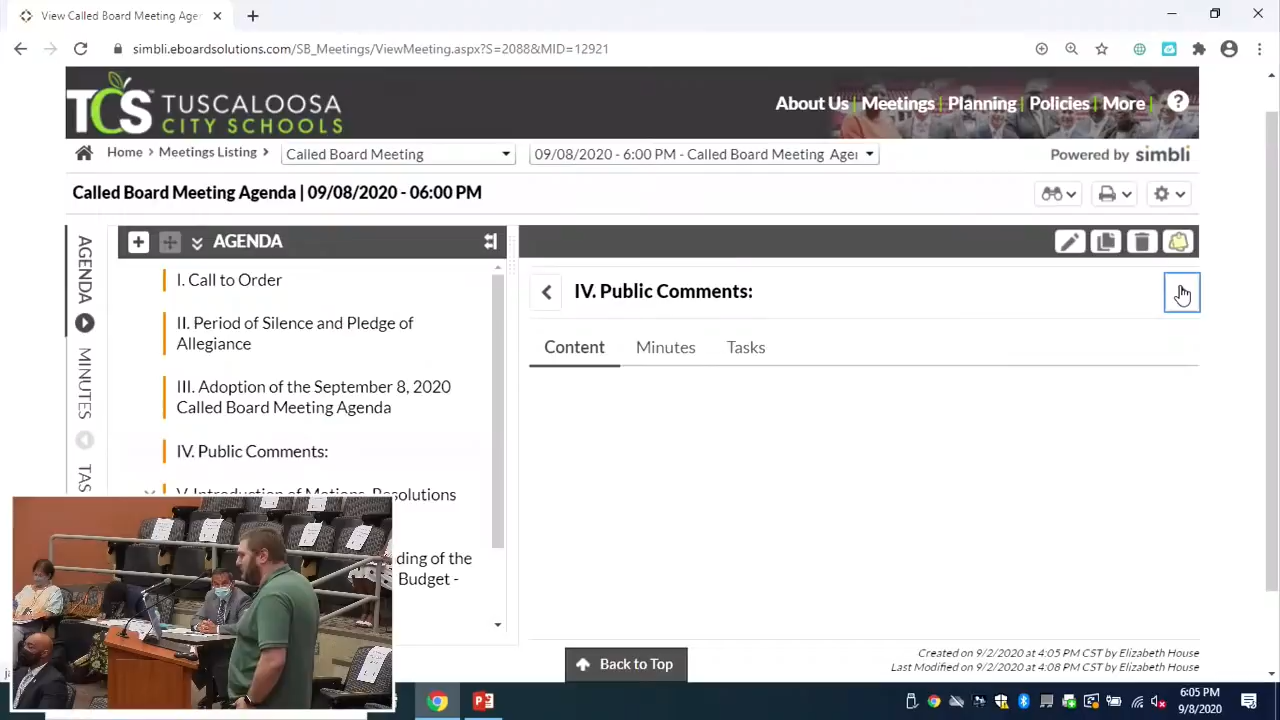 View Called Board Meeting Age
simbli.eboardsolutions.com/SB_Meetings/ViewMeeting.aspx?S=2088&MID=12921
TCS TUSCALOOSA
CITY SCHOOLS
About Us | Meetings | Planning | Policies | More |
Home > Meetings Listing >
Called Board Meeting
09/08/2020 - 6:00 PM - Called Board Meeting Age
Powered by simbli
Called Board Meeting Agenda | 09/08/2020 - 06:00 PM
AGENDA
MINUTES
TAS
AGENDA
I. Call to Order
II. Period of Silence and Pledge of
Allegiance
III. Adoption of the September 8, 2020
Called Board Meeting Agenda
IV. Public Comments:
V. Introduction of Motions, Resolutions
ding of the
Budget -
IV. Public Comments:
Content Minutes Tasks
Back to Top
Created on 9/2/2020 at 4:05 PM CST by Elizabeth House
Last Modified on 9/2/2020 at 4:08 PM CST by Elizabeth House
6:05 PM
9/8/2020